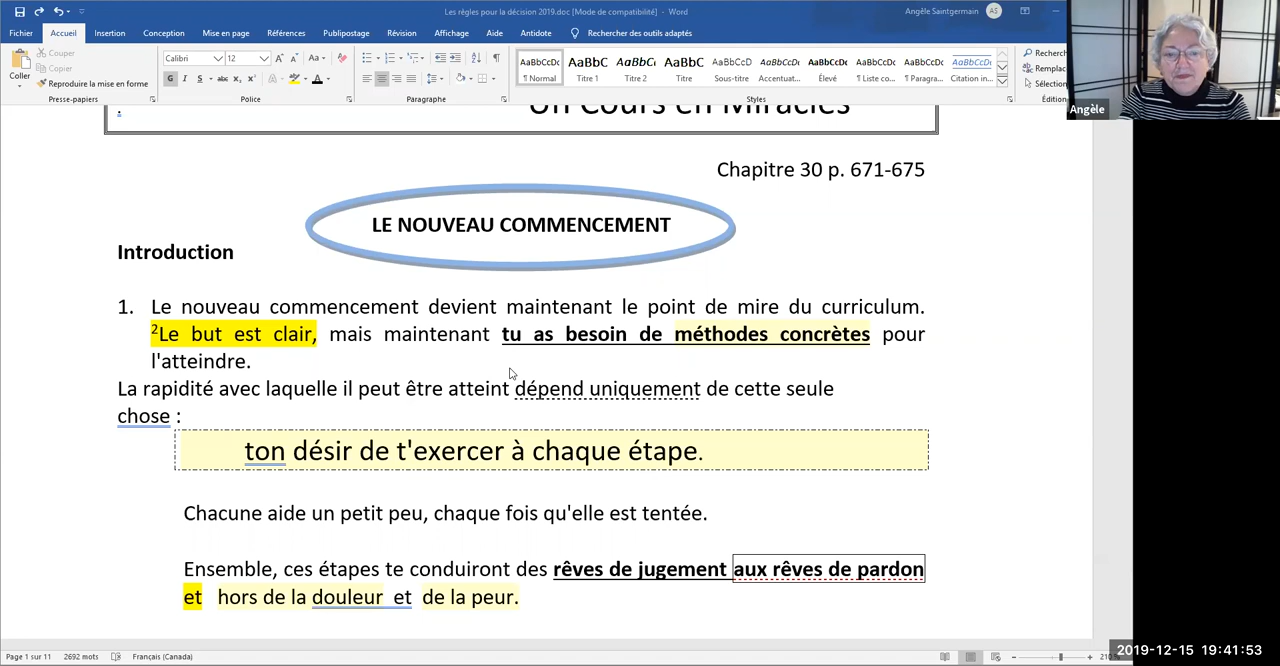 Les règles pour la décision 2019.doc [Mode de compatibilité] - Word
Angèle Saintgermain AS
Fichier Accueil Insertion Conception Mise en page Références Publipostage Révision Affichage Aide Antidote Rechercher des outils adaptés
Coller
Couper
Copier
Reproduire la mise en forme
Presse-papiers
Calibri 12
Police
Paragraphe
AaBbCcDc AaBbC AaBbCc AaBbC AaBbCcD AaBbCcDc AaBbCcDc AaBbCcDc AaBbCcDc AaBbCcDc
¶ Normal Titre 1 Titre 2 Titre Sous-titre Accentuat... Élevé ¶ Liste co... ¶ Paragra... Citation in...
Styles
Recherch
Remplac
Sélection
Édition
Angèle
Un Cours en Miracles
Chapitre 30 p. 671-675
LE NOUVEAU COMMENCEMENT
Introduction
1. Le nouveau commencement devient maintenant le point de mire du curriculum.
²Le but est clair, mais maintenant tu as besoin de méthodes concrètes pour
l'atteindre.
La rapidité avec laquelle il peut être atteint dépend uniquement de cette seule
chose :
ton désir de t'exercer à chaque étape.
Chacune aide un petit peu, chaque fois qu'elle est tentée.
Ensemble, ces étapes te conduiront des rêves de jugement aux rêves de pardon
et hors de la douleur et de la peur.
Page 1 sur 11 2692 mots Français (Canada)
2019-12-15 19:41:53